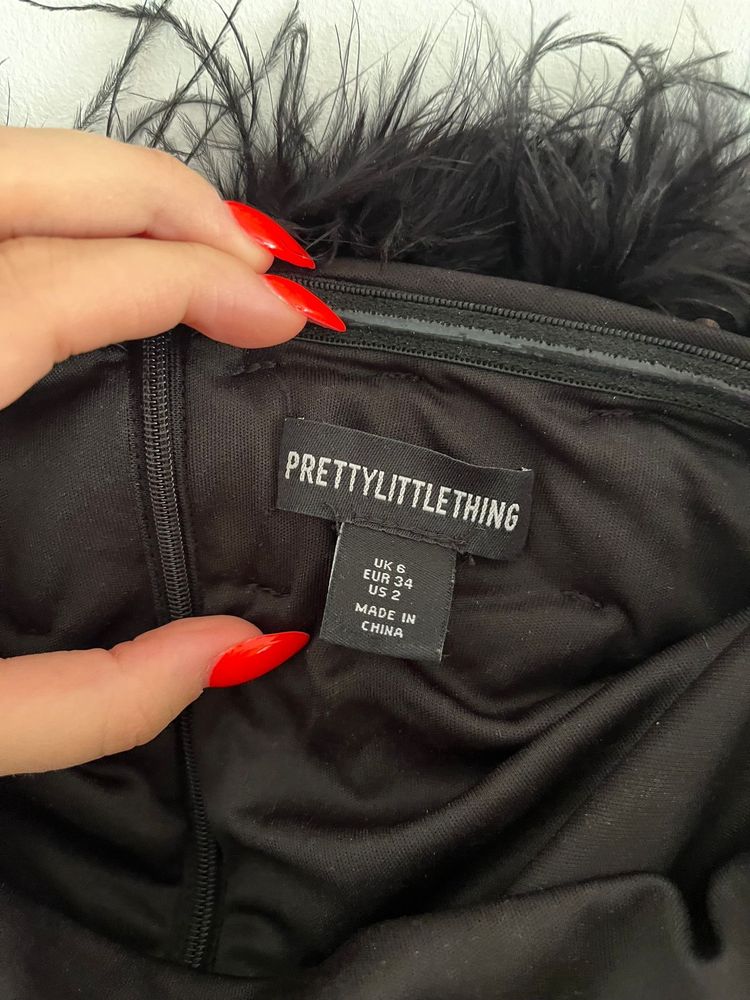 PRETTYLITTLETHING
UK 6
EUR 34
US 2
MADE IN
CHINA